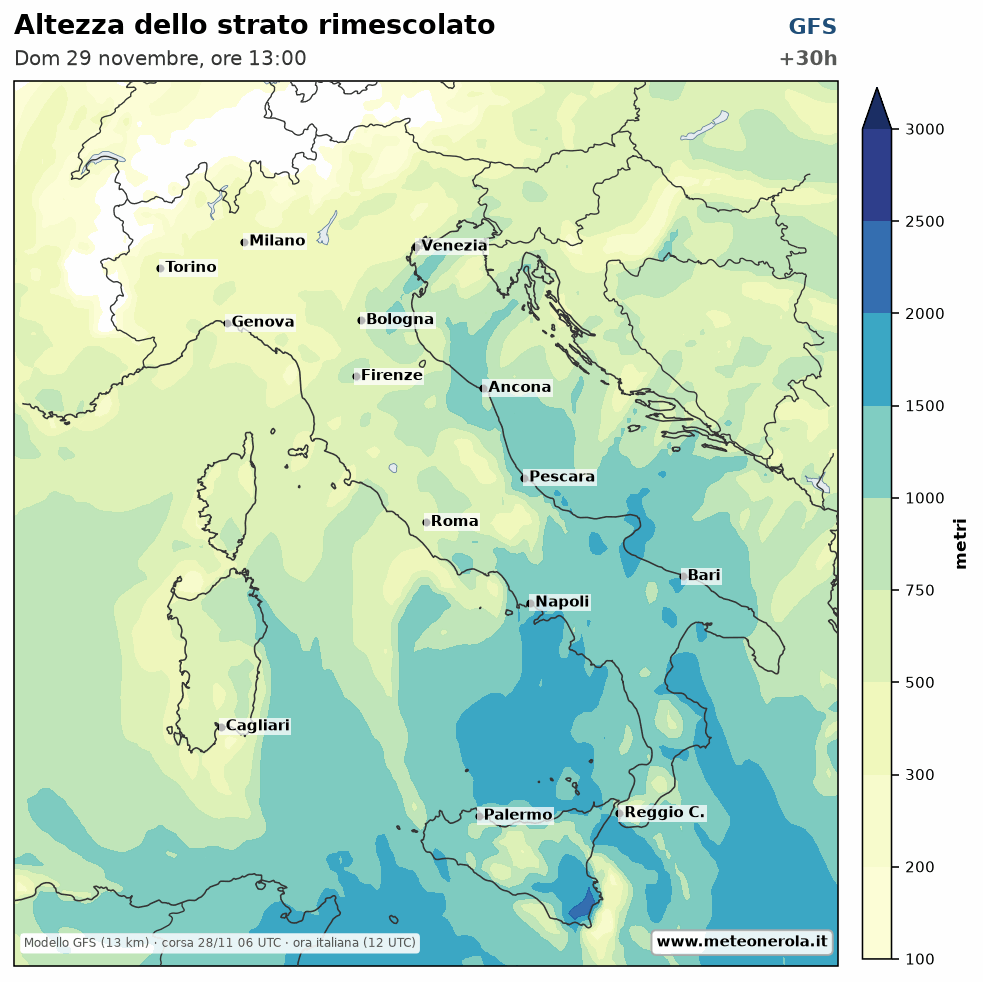 Altezza dello strato rimescolato
GFS
Dom 29 novembre, ore 13:00
+30h
3000
2500
2000
1500
1000
750
500
300
200
100
metri
Milano
Venezia
Torino
Genova
Bologna
Firenze
Ancona
Pescara
Roma
Bari
Napoli
Cagliari
Palermo
Reggio C.
Modello GFS (13 km) · corsa 28/11 06 UTC · ora italiana (12 UTC)
www.meteonerola.it